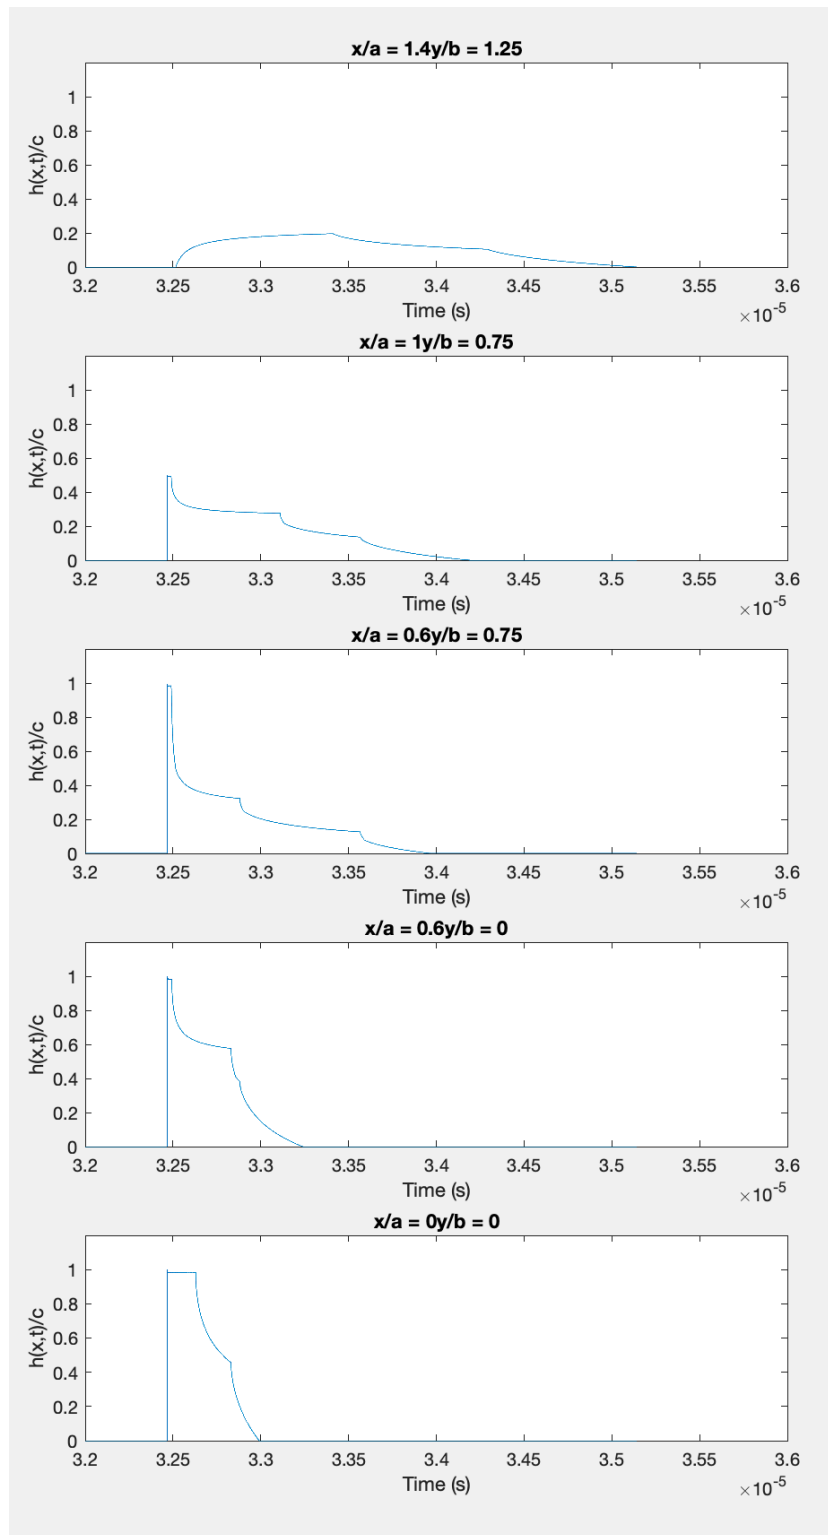 x/a = 1.4y/b = 1.25
h(x,t)/c
1
0.8
0.6
0.4
0.2
0
3.2 3.25 3.3 3.35 3.4 3.45 3.5 3.55 3.6
Time (s)
×10-5
x/a = 1y/b = 0.75
h(x,t)/c
1
0.8
0.6
0.4
0.2
0
3.2 3.25 3.3 3.35 3.4 3.45 3.5 3.55 3.6
Time (s)
×10-5
x/a = 0.6y/b = 0.75
h(x,t)/c
1
0.8
0.6
0.4
0.2
0
3.2 3.25 3.3 3.35 3.4 3.45 3.5 3.55 3.6
Time (s)
×10-5
x/a = 0.6y/b = 0
h(x,t)/c
1
0.8
0.6
0.4
0.2
0
3.2 3.25 3.3 3.35 3.4 3.45 3.5 3.55 3.6
Time (s)
×10-5
x/a = 0y/b = 0
h(x,t)/c
1
0.8
0.6
0.4
0.2
0
3.2 3.25 3.3 3.35 3.4 3.45 3.5 3.55 3.6
Time (s)
×10-5